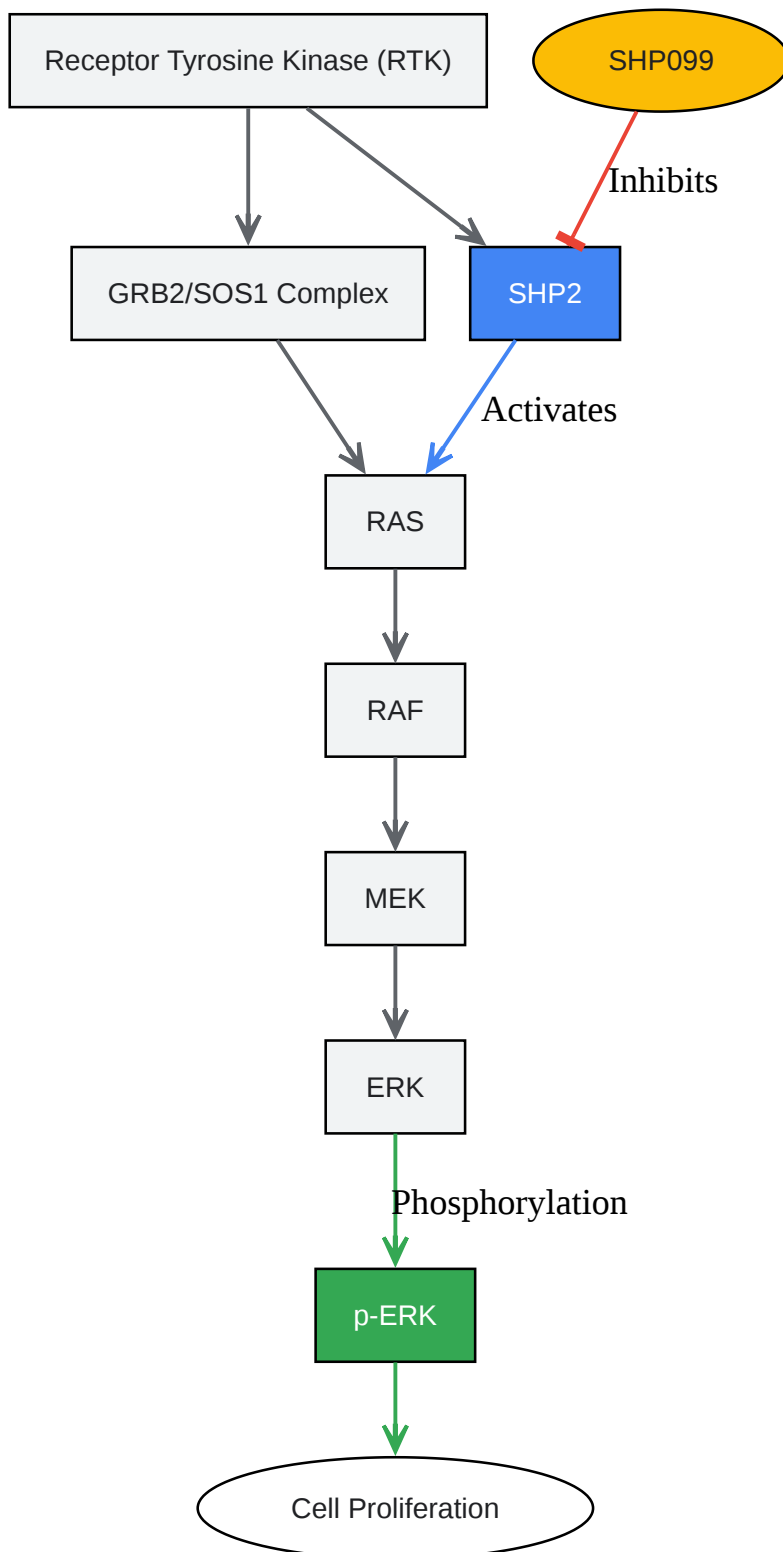 Receptor Tyrosine Kinase (RTK)
SHP099
Inhibits
GRB2/SOS1 Complex
SHP2
Activates
RAS
RAF
MEK
ERK
Phosphorylation
p-ERK
Cell Proliferation